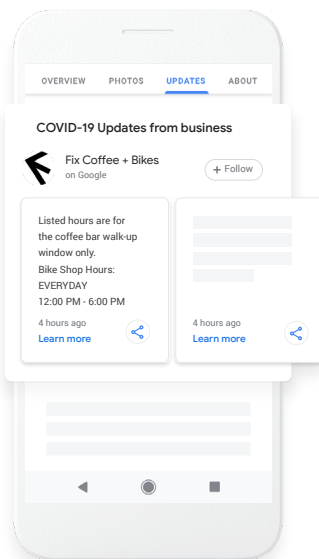 OVERVIEW PHOTOS UPDATES ABOUT
COVID-19 Updates from business
Fix Coffee + Bikes
on Google
+ Follow
Listed hours are for
the coffee bar walk-up
window only.
Bike Shop Hours:
EVERYDAY
12:00 PM - 6:00 PM
4 hours ago
Learn more
4 hours ago
Learn more